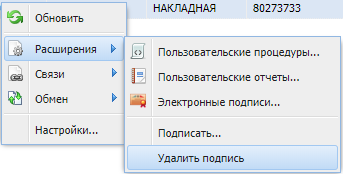 НАКЛАДНАЯ 80273733
Обновить
Расширения
Связи
Обмен
Настройки...
Пользовательские процедуры...
Пользовательские отчеты...
Электронные подписи...
Подписать...
Удалить подпись